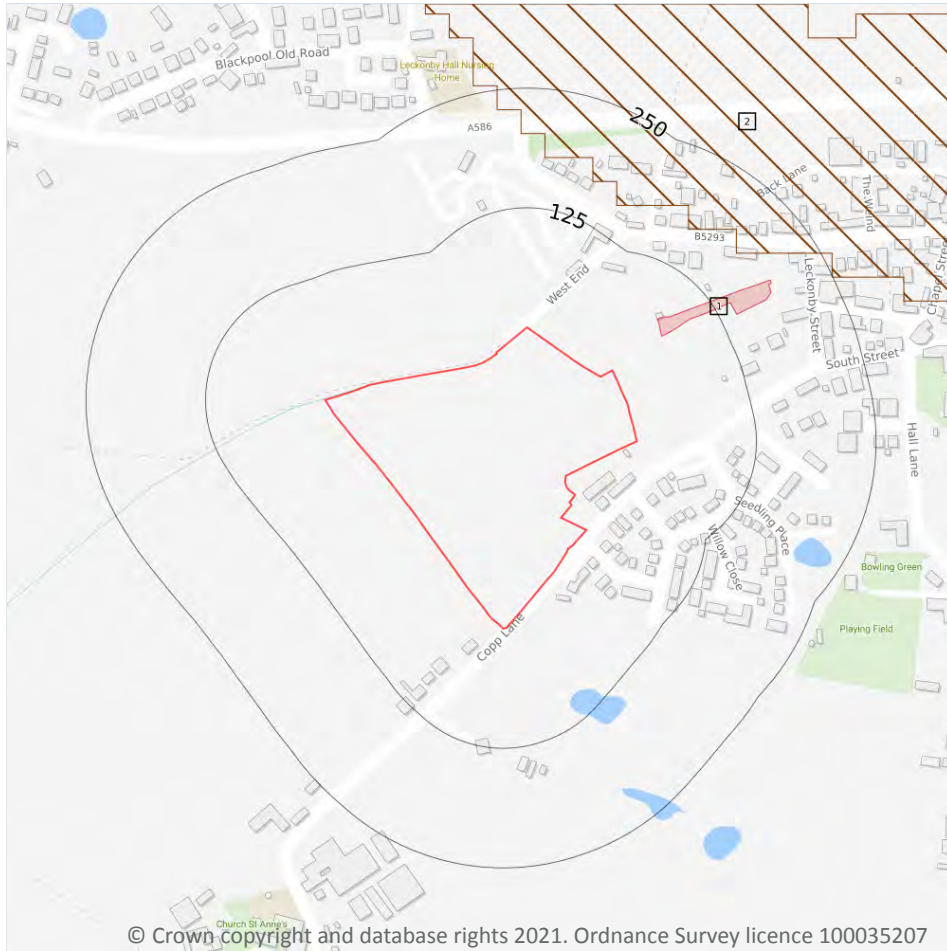 Blackpool Old Road
Leckonby Hall Nursing
Home
A586
250
2
Back Lane
The Weind
125
B5293
West End
1
Leckonby Street
Chapel Street
South Street
Hall Lane
Seedling Place
Willow Close
Bowling Green
Playing Field
Copp Lane
Church St Anne's
© Crown copyright and database rights 2021. Ordnance Survey licence 100035207